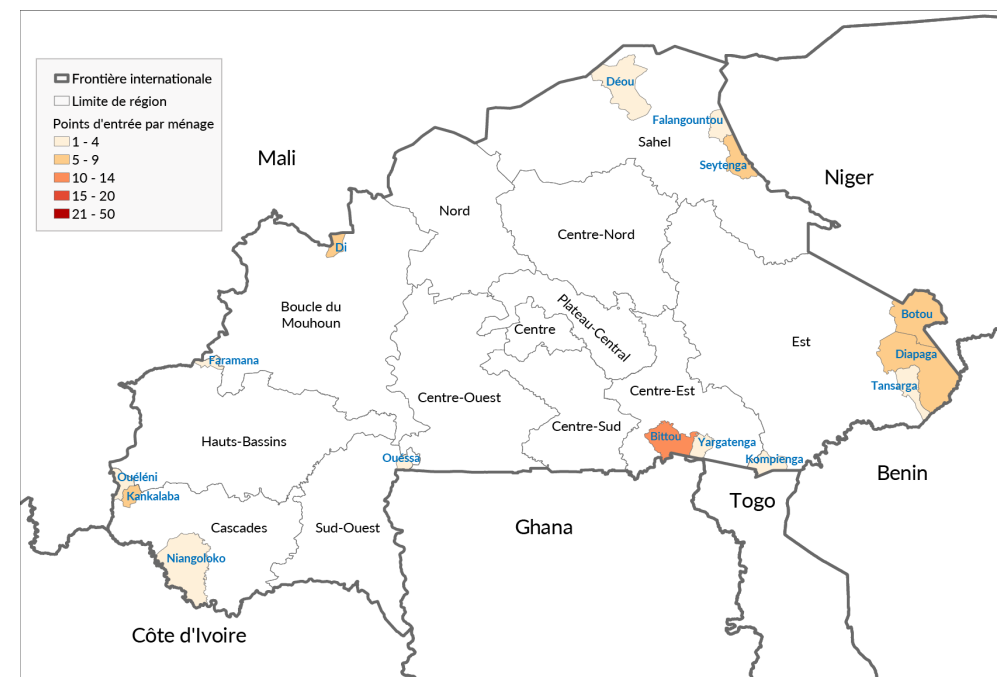 Frontière internationale
Limite de région
Points d'entrée par ménage
1 - 4
5 - 9
10 - 14
15 - 20
21 - 50
Mali
Niger
Déou
Falangountou
Sahel
Seytenga
Nord
Centre-Nord
Di
Boucle du
Mouhoun
Plateau-Central
Centre
Est
Botou
Diapaga
Tansarga
Faramana
Centre-Ouest
Centre-Est
Centre-Sud
Hauts-Bassins
Bittou
Yargatenga
Kompienga
Ouessa
Benin
Ouéléni
Kankalaba
Togo
Ghana
Cascades
Sud-Ouest
Niangoloko
Côte d'Ivoire